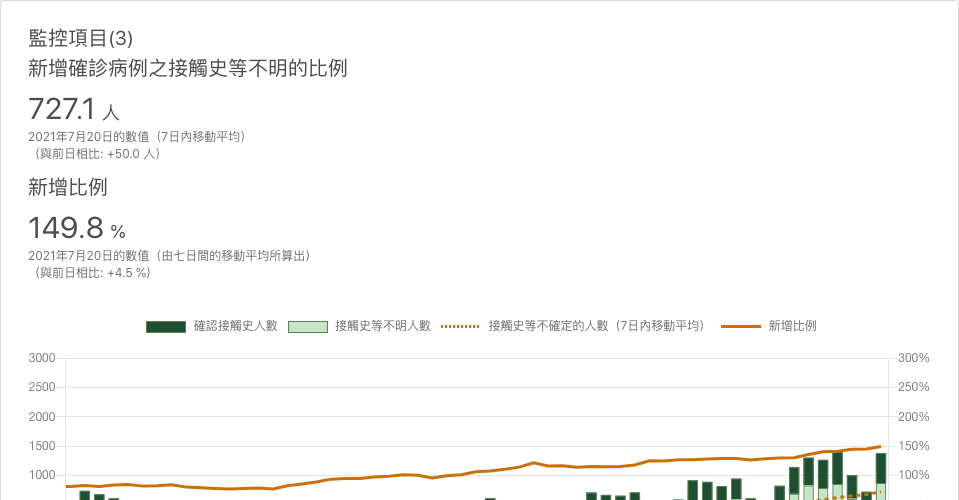 監控項目(3)
新增確診病例之接觸史等不明的比例
727.1 人
2021年7月20日的數值（7日內移動平均）
（與前日相比: +50.0 人）
新增比例
149.8 %
2021年7月20日的數值（由七日間的移動平均所算出）
（與前日相比: +4.5 %）
確認接觸史人數 接觸史等不明人數 接觸史等不確定的人數（7日內移動平均） 新增比例
3000 300%
2500 250%
2000 200%
1500 150%
1000 100%